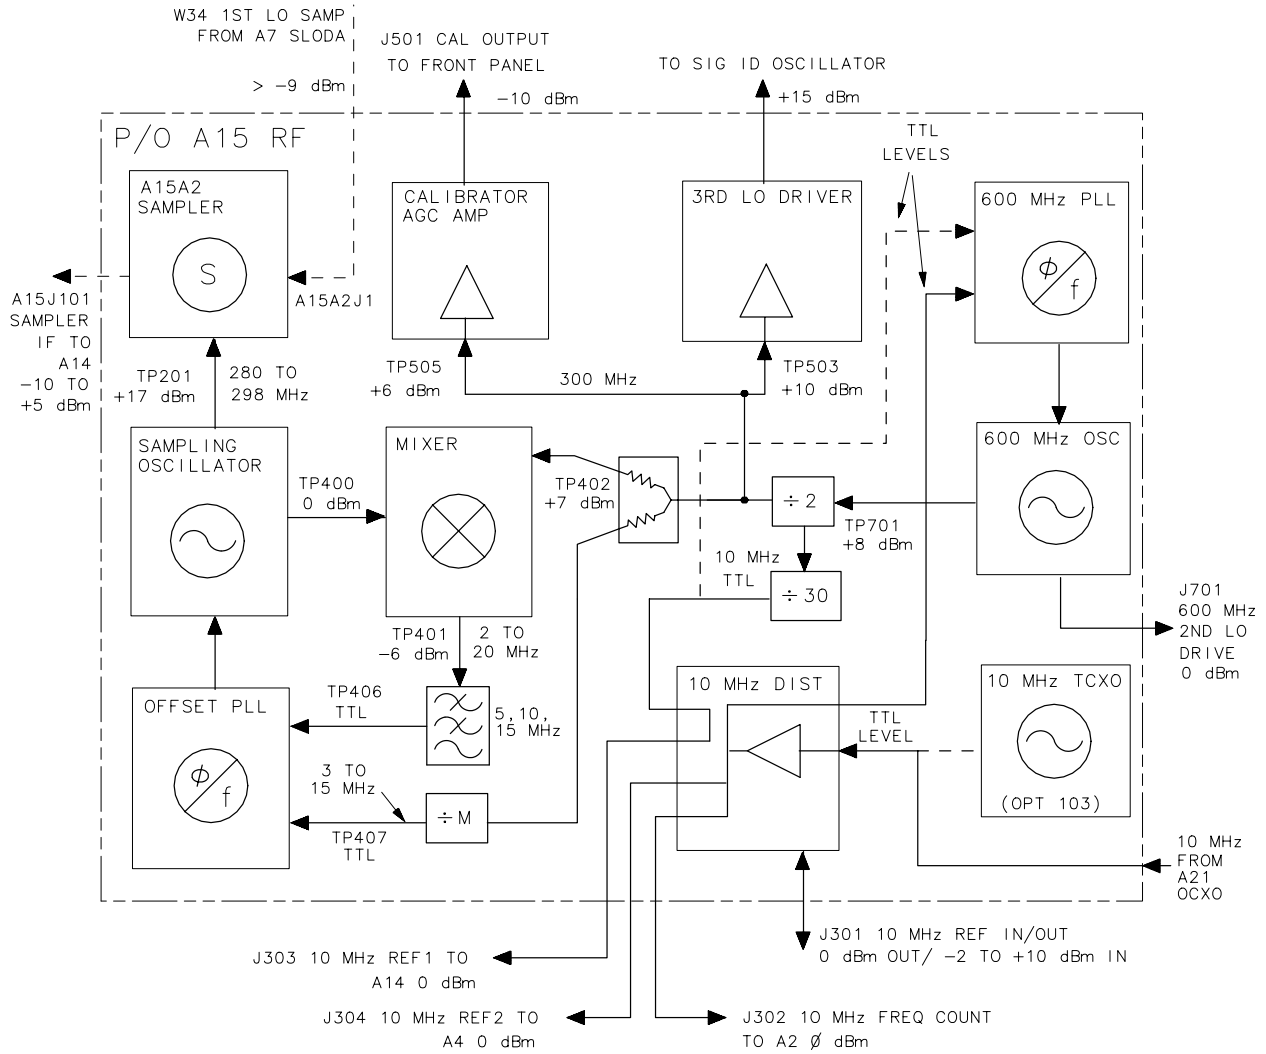 W34 1ST LO SAMP
FROM A7 SLODA
> -9 dBm
J501 CAL OUTPUT
TO FRONT PANEL
-10 dBm
TO SIG ID OSCILLATOR
+15 dBm
P/O A15 RF
TTL
LEVELS
A15A2
SAMPLER
S
CALIBRATOR
AGC AMP
3RD LO DRIVER
600 MHz PLL
ϕ
f
A15J101
SAMPLER
IF TO
A14
-10 TO
+5 dBm
A15A2J1
TP201
+17 dBm
280 TO
298 MHz
TP505
+6 dBm
300 MHz
TP503
+10 dBm
SAMPLING
OSCILLATOR
TP400
0 dBm
MIXER
TP402
+7 dBm
÷2
TP701
+8 dBm
600 MHz OSC
10 MHz
TTL
÷30
J701
600 MHz
2ND LO
DRIVE
0 dBm
TP401
-6 dBm
2 TO
20 MHz
OFFSET PLL
ϕ
f
TP406
TTL
5,10,
15 MHz
3 TO
15 MHz
÷M
TP407
TTL
10 MHz DIST
TTL
LEVEL
10 MHz TCXO
(OPT 103)
10 MHz
FROM
A21
OCXO
J301 10 MHz REF IN/OUT
0 dBm OUT/ -2 TO +10 dBm IN
J303 10 MHz REF1 TO
A14 0 dBm
J304 10 MHz REF2 TO
A4 0 dBm
J302 10 MHz FREQ COUNT
TO A2 Ø dBm